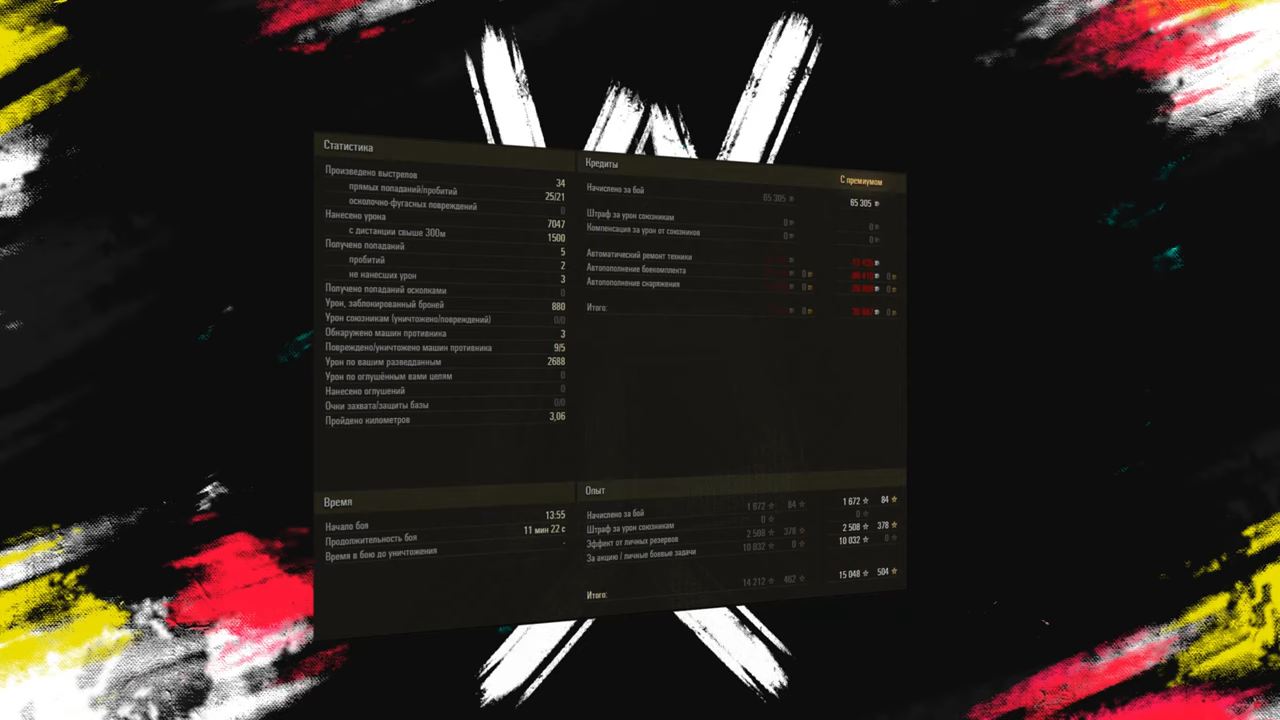 Статистика
Произведено выстрелов 34
прямых попаданий/пробитий 25/21
осколочно-фугасных повреждений 0
Нанесено урона 7047
с дистанции свыше 300м 1500
Получено попаданий 5
пробитий 2
не нанесших урон 3
Получено попаданий осколками 0
Урон, заблокированный броней 880
Урон союзникам (уничтожено/повреждений) 0/0
Обнаружено машин противника 3
Повреждено/уничтожено машин противника 9/5
Урон по вашим разведданным 2688
Урон по оглушённым вами целям 0
Нанесено оглушений 0
Очки захвата/защиты базы 0/0
Пройдено километров 3,06
Время
Начало боя 13:55
Продолжительность боя 11 мин 22 с
Время в бою до уничтожения -
Кредиты
С премиумом
Начислено за бой 65 305 65 305
Штраф за урон союзникам 0 0
Компенсация за урон от союзников 0 0
Автоматический ремонт техники
Автопополнение боекомплекта 0 0
Автопополнение снаряжения 0 0
Итого: 0 0
Опыт
Начислено за бой 1 672 84 1 672 84
Штраф за урон союзникам 0 0
Эффект от личных резервов 2 508 378 2 508 378
За акцию / личные боевые задачи 10 032 0 10 032 0
Итого: 14 212 462 15 048 504